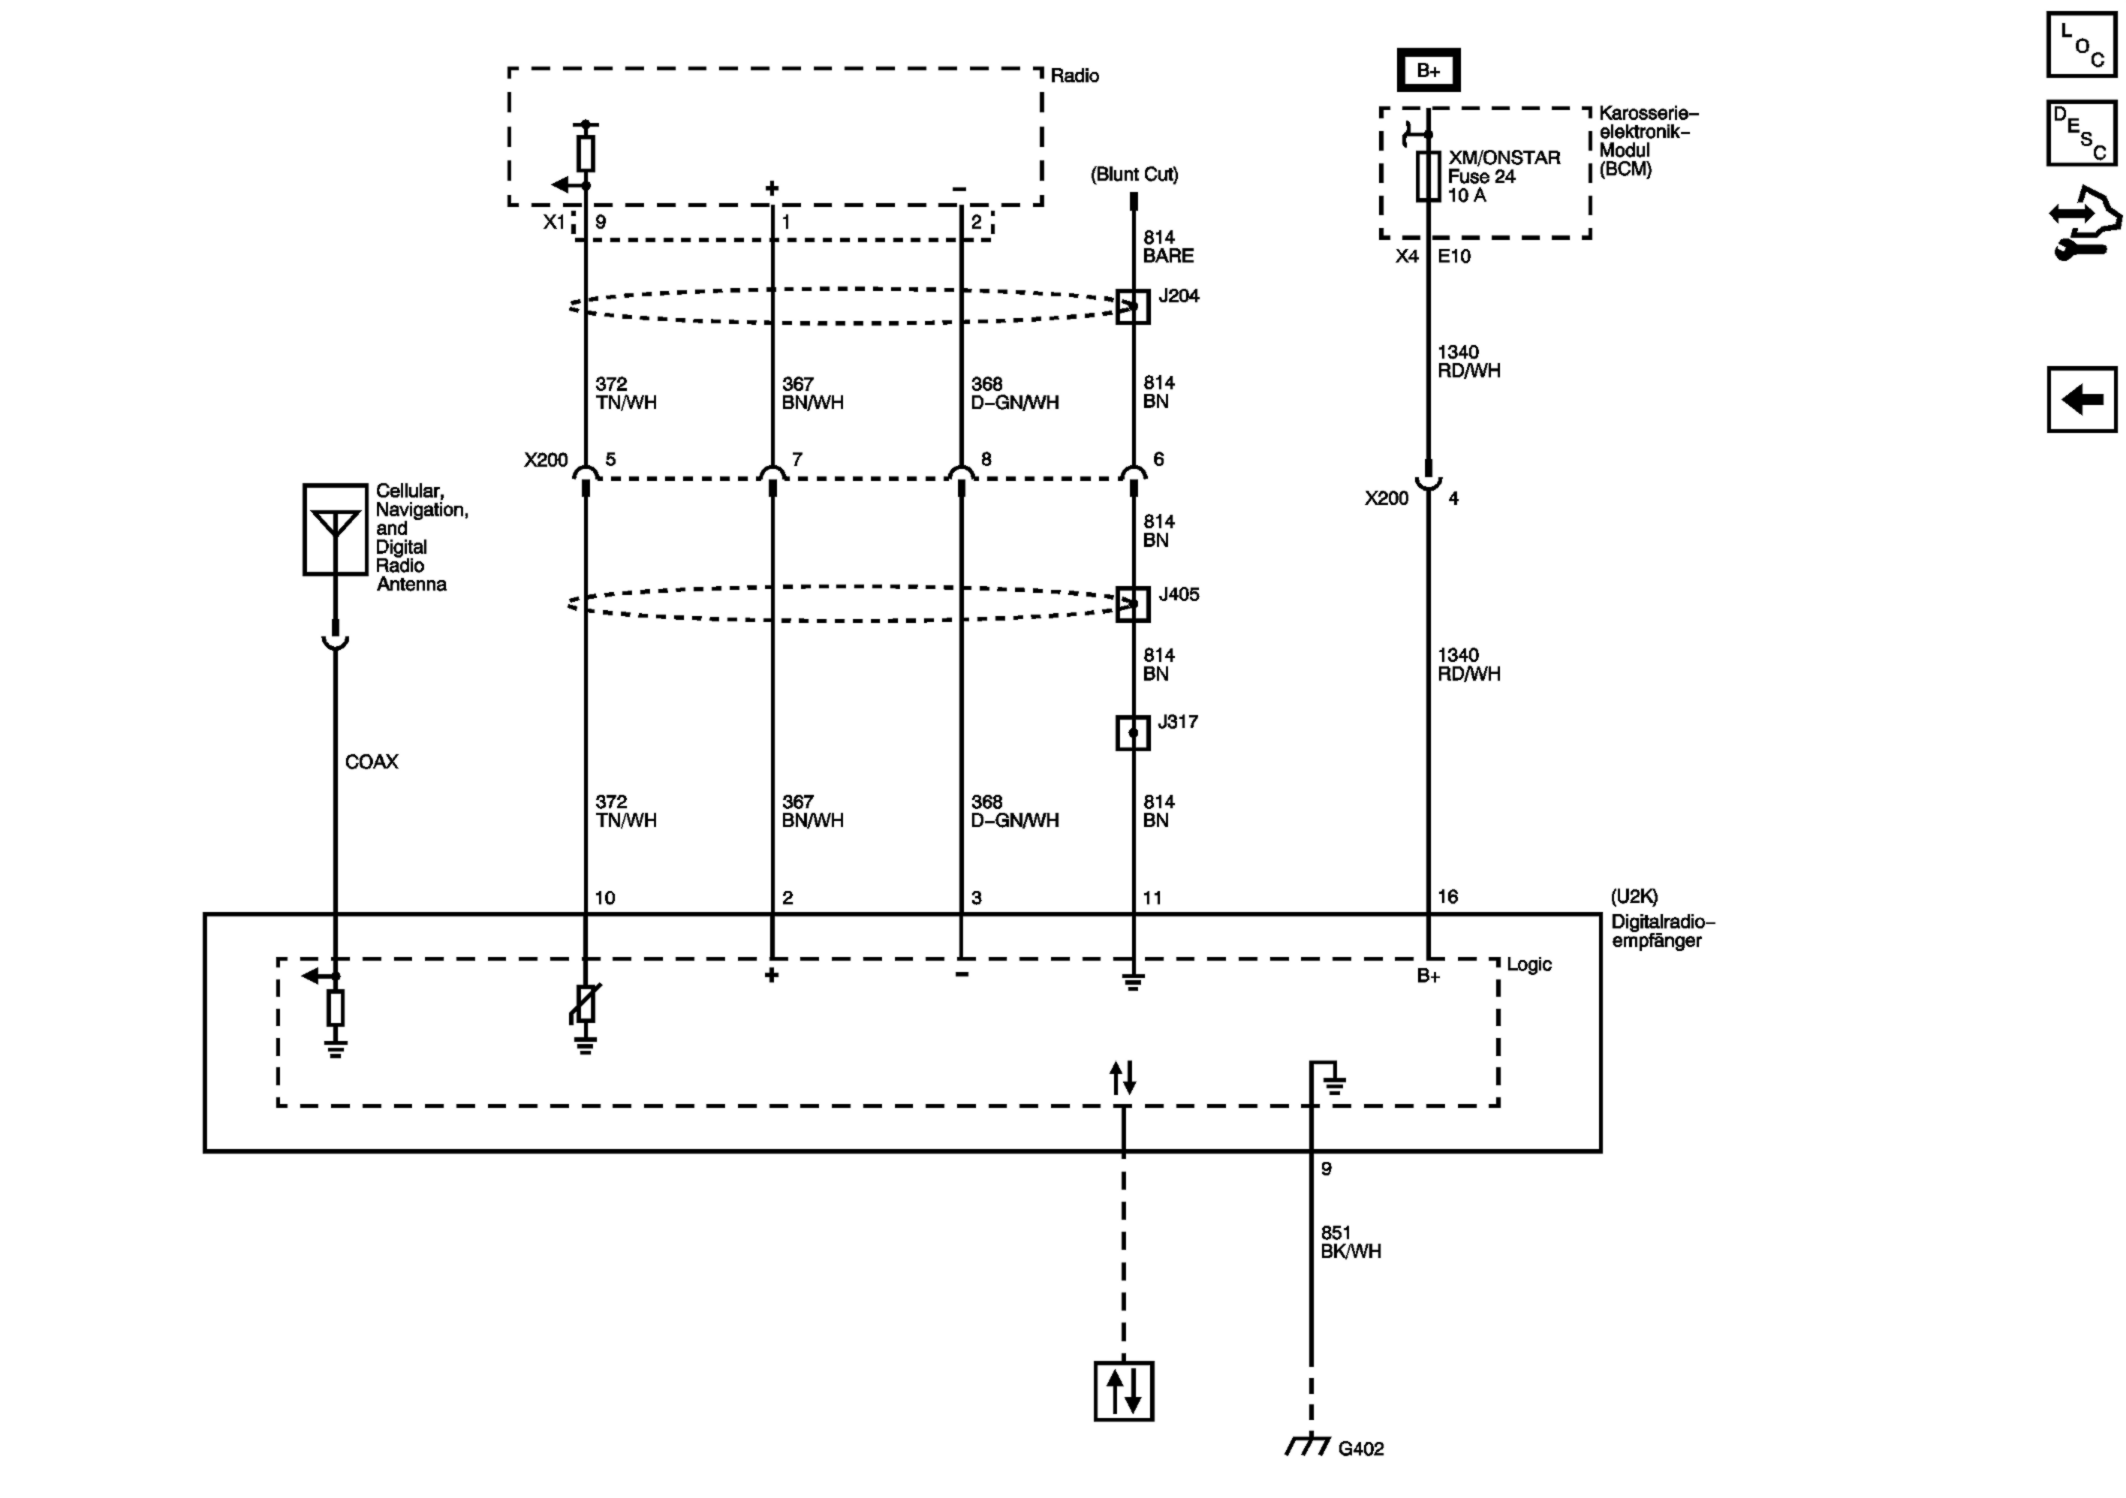 L
O
C
D
E
S
C
Radio
B+
Karosserie–
elektronik–
Modul
(BCM)
XM/ONSTAR
Fuse 24
10 A
(Blunt Cut)
+
–
X1
9
1
2
814
BARE
X4
E10
J204
1340
RD/WH
372
TN/WH
367
BN/WH
368
D–GN/WH
814
BN
X200
5
7
8
6
X200
4
Cellular,
Navigation,
and
Digital
Radio
Antenna
814
BN
J405
814
BN
1340
RD/WH
J317
COAX
372
TN/WH
367
BN/WH
368
D–GN/WH
814
BN
10
2
3
11
16
(U2K)
Digitalradio–
empfänger
Logic
+
–
B+
9
851
BK/WH
G402